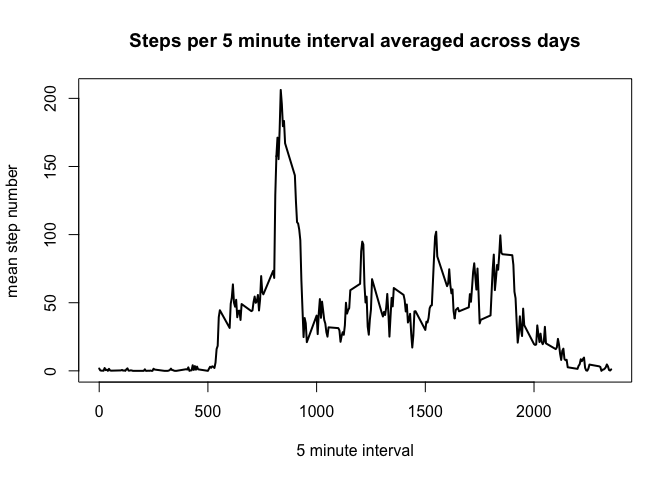 Steps per 5 minute interval averaged across days
mean step number
200
150
100
50
0
0 500 1000 1500 2000
5 minute interval